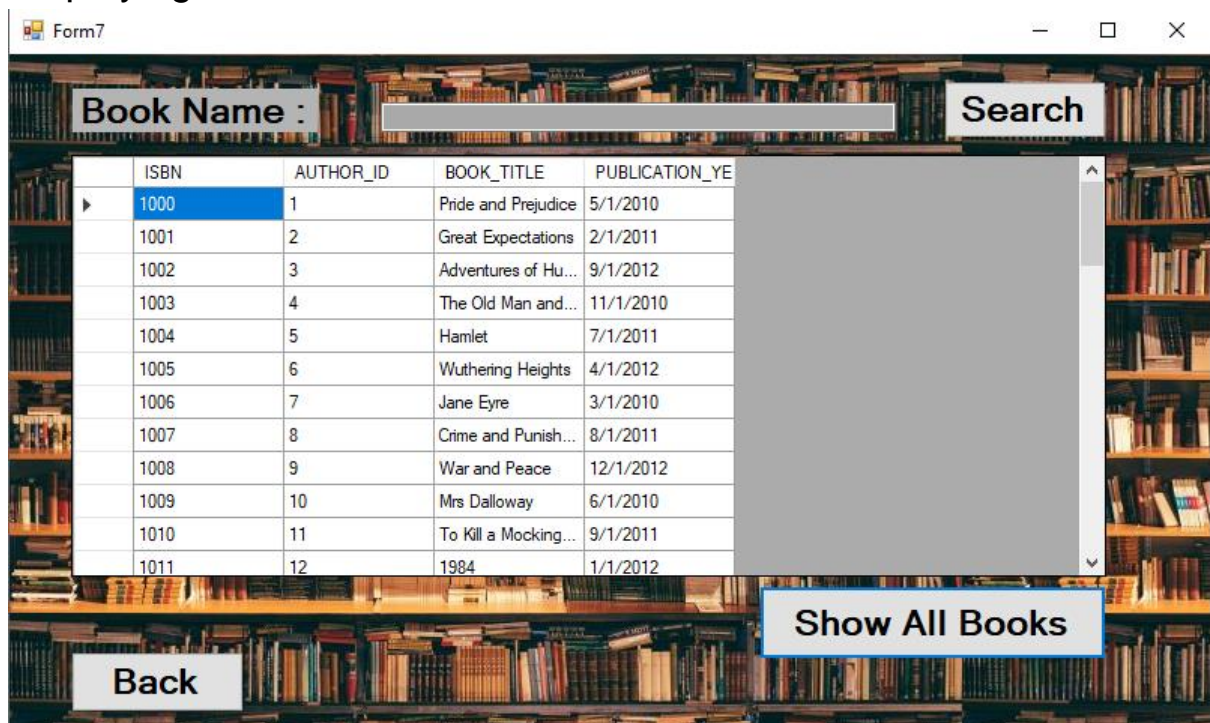 Form7
Book Name : Search
ISBN AUTHOR_ID BOOK_TITLE PUBLICATION_YE
1000 1 Pride and Prejudice 5/1/2010
1001 2 Great Expectations 2/1/2011
1002 3 Adventures of Hu... 9/1/2012
1003 4 The Old Man and... 11/1/2010
1004 5 Hamlet 7/1/2011
1005 6 Wuthering Heights 4/1/2012
1006 7 Jane Eyre 3/1/2010
1007 8 Crime and Punish... 8/1/2011
1008 9 War and Peace 12/1/2012
1009 10 Mrs Dalloway 6/1/2010
1010 11 To Kill a Mocking... 9/1/2011
1011 12 1984 1/1/2012
Show All Books
Back